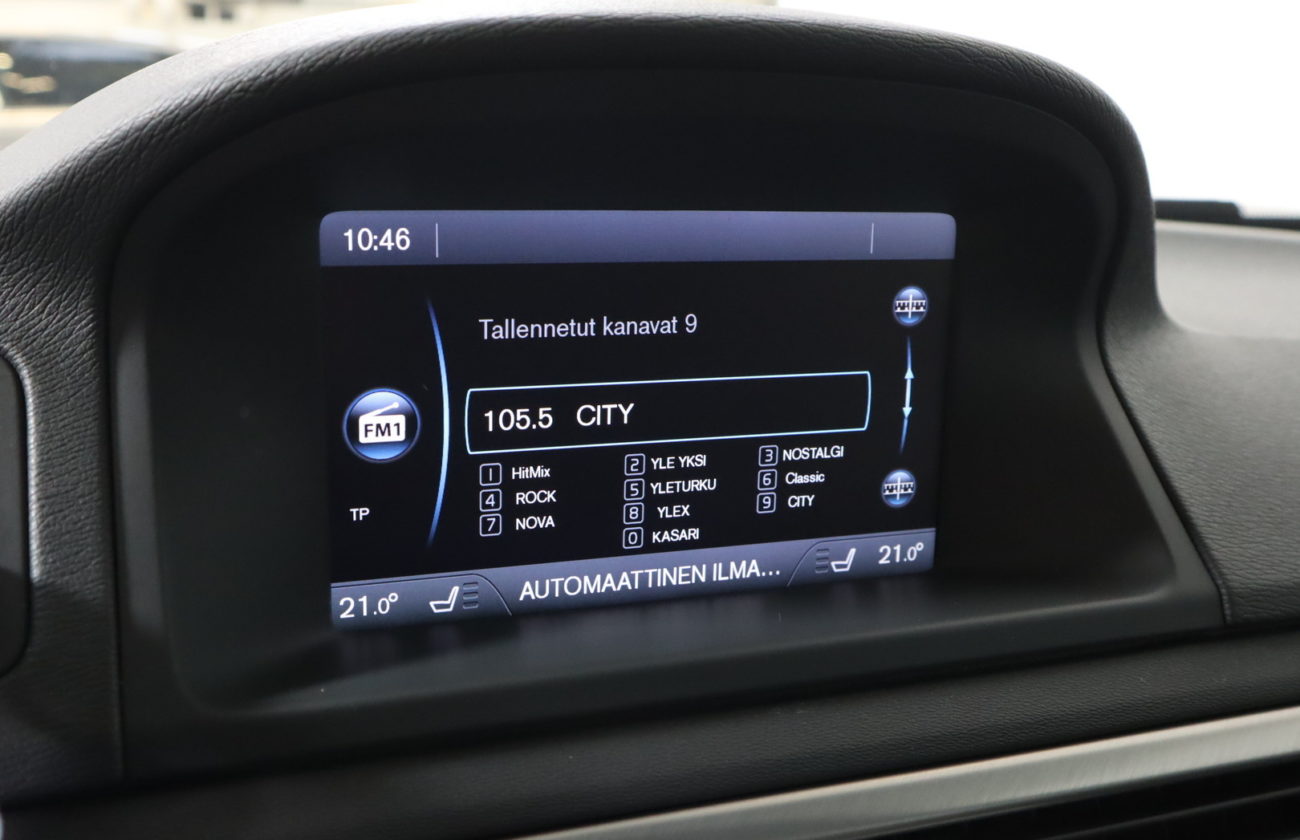 10:46
Tallennetut kanavat 9
FM1
105.5 CITY
1 HitMix 2 YLE YKSI 3 NOSTALGI
4 ROCK 5 YLETURKU 6 Classic
7 NOVA 8 YLEX 9 CITY
0 KASARI
TP
21.0° AUTOMAATTINEN ILMA... 21.0°